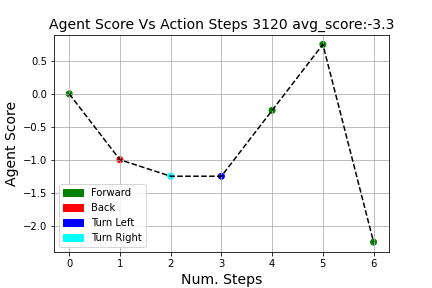 Agent Score Vs Action Steps 3120 avg_score:-3.3
Agent Score
0.5
0.0
−0.5
−1.0
−1.5
−2.0
Forward
Back
Turn Left
Turn Right
0 1 2 3 4 5 6
Num. Steps